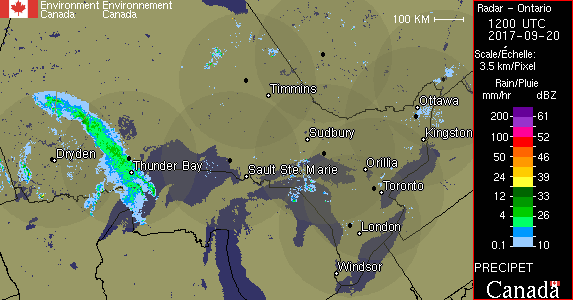 Environment Environnement
Canada Canada
100 KM
Timmins
Ottawa
Sudbury
Kingston
Dryden
Thunder Bay
Sault Ste. Marie
Orillia
Toronto
London
Windsor
Radar - Ontario
1200 UTC
2017-09-20
Scale/Échelle:
3.5 km/Pixel
Rain/Pluie
mm/hr dBZ
200 61
100 52
50 46
24 39
12 33
4 26
0.1 10
PRECIPET
Canada